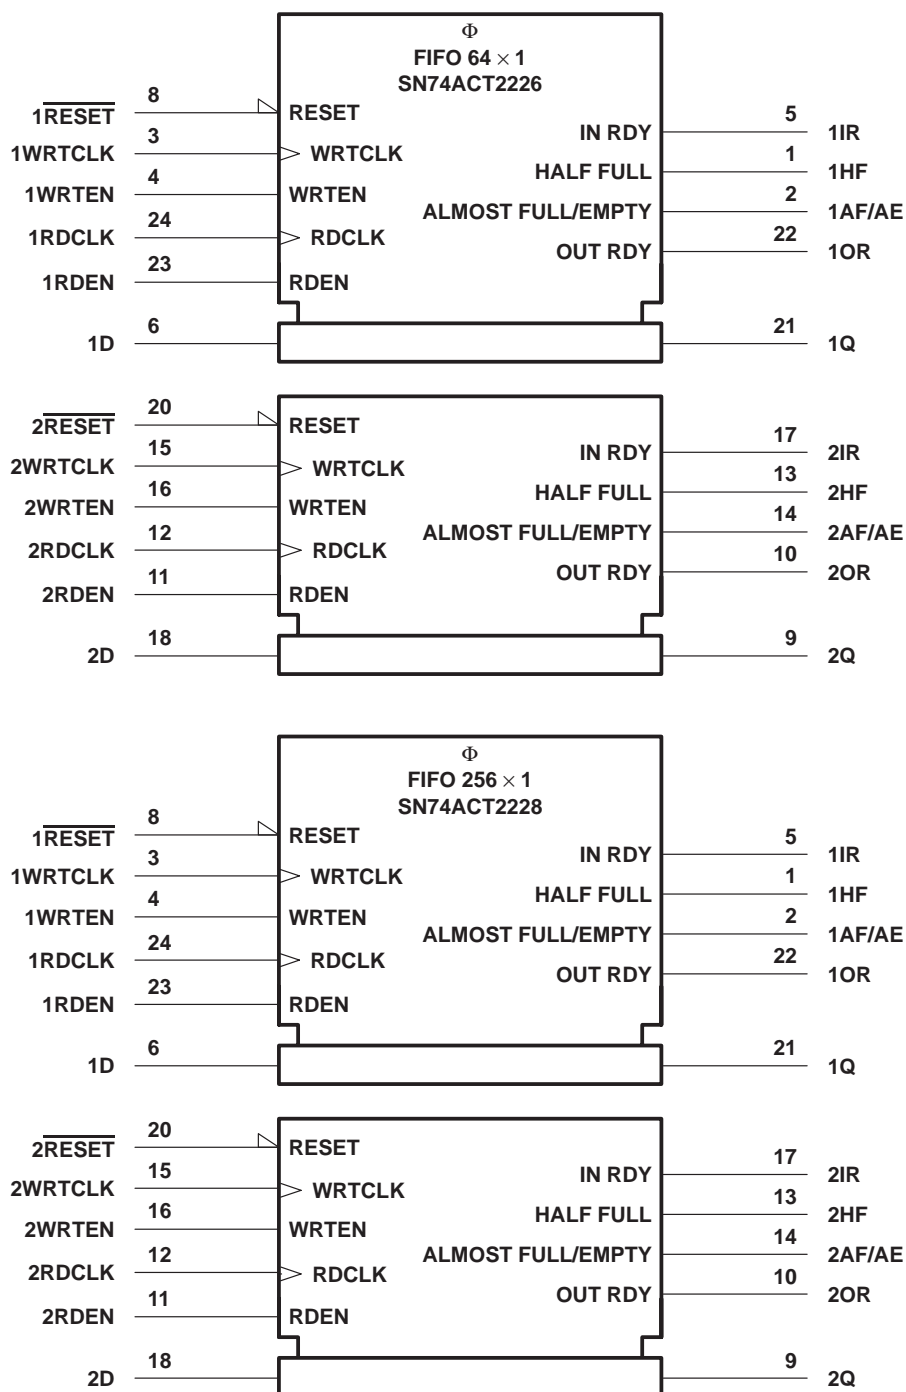 Φ
FIFO 64 × 1
SN74ACT2226
1RESET 8 RESET
1WRTCLK 3 WRTCLK
1WRTEN 4 WRTEN
1RDCLK 24 RDCLK
1RDEN 23 RDEN
IN RDY 5 1IR
HALF FULL 1 1HF
ALMOST FULL/EMPTY 2 1AF/AE
OUT RDY 22 1OR
1D 6 21 1Q
2RESET 20 RESET
2WRTCLK 15 WRTCLK
2WRTEN 16 WRTEN
2RDCLK 12 RDCLK
2RDEN 11 RDEN
IN RDY 17 2IR
HALF FULL 13 2HF
ALMOST FULL/EMPTY 14 2AF/AE
OUT RDY 10 2OR
2D 18 9 2Q
Φ
FIFO 256 × 1
SN74ACT2228
1RESET 8 RESET
1WRTCLK 3 WRTCLK
1WRTEN 4 WRTEN
1RDCLK 24 RDCLK
1RDEN 23 RDEN
IN RDY 5 1IR
HALF FULL 1 1HF
ALMOST FULL/EMPTY 2 1AF/AE
OUT RDY 22 1OR
1D 6 21 1Q
2RESET 20 RESET
2WRTCLK 15 WRTCLK
2WRTEN 16 WRTEN
2RDCLK 12 RDCLK
2RDEN 11 RDEN
IN RDY 17 2IR
HALF FULL 13 2HF
ALMOST FULL/EMPTY 14 2AF/AE
OUT RDY 10 2OR
2D 18 9 2Q